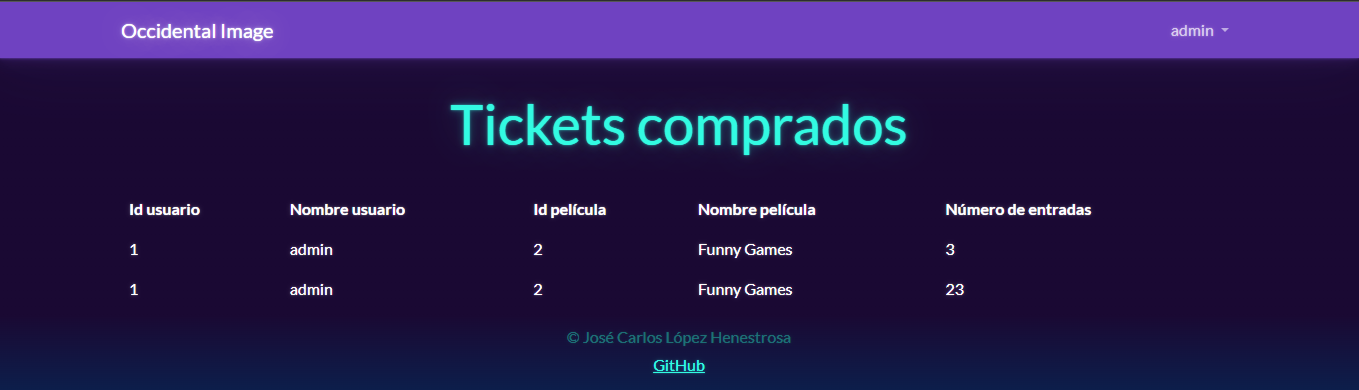 Occidental Image admin
Tickets comprados
Id usuario Nombre usuario Id película Nombre película Número de entradas
1 admin 2 Funny Games 3
1 admin 2 Funny Games 23
© José Carlos López Henestrosa
GitHub